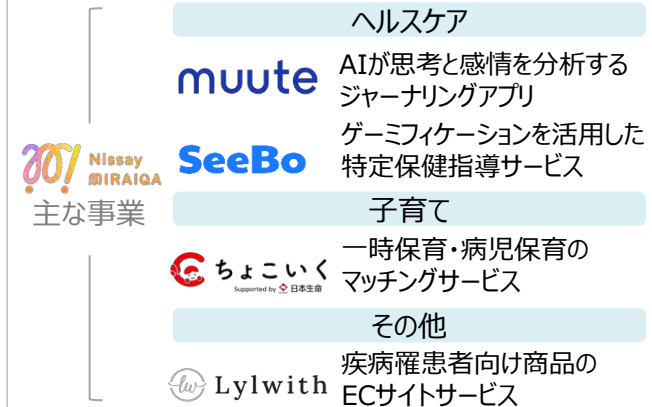 ヘルスケア
muute
AIが思考と感情を分析する
ジャーナリングアプリ
SeeBo
ゲーミフィケーションを活用した
特定保健指導サービス
Nissay
MIRAIQA
主な事業
子育て
ちょこいく
Supported by 日本生命
一時保育・病児保育の
マッチングサービス
その他
lw
Lylwith
疾病罹患者向け商品の
ECサイトサービス